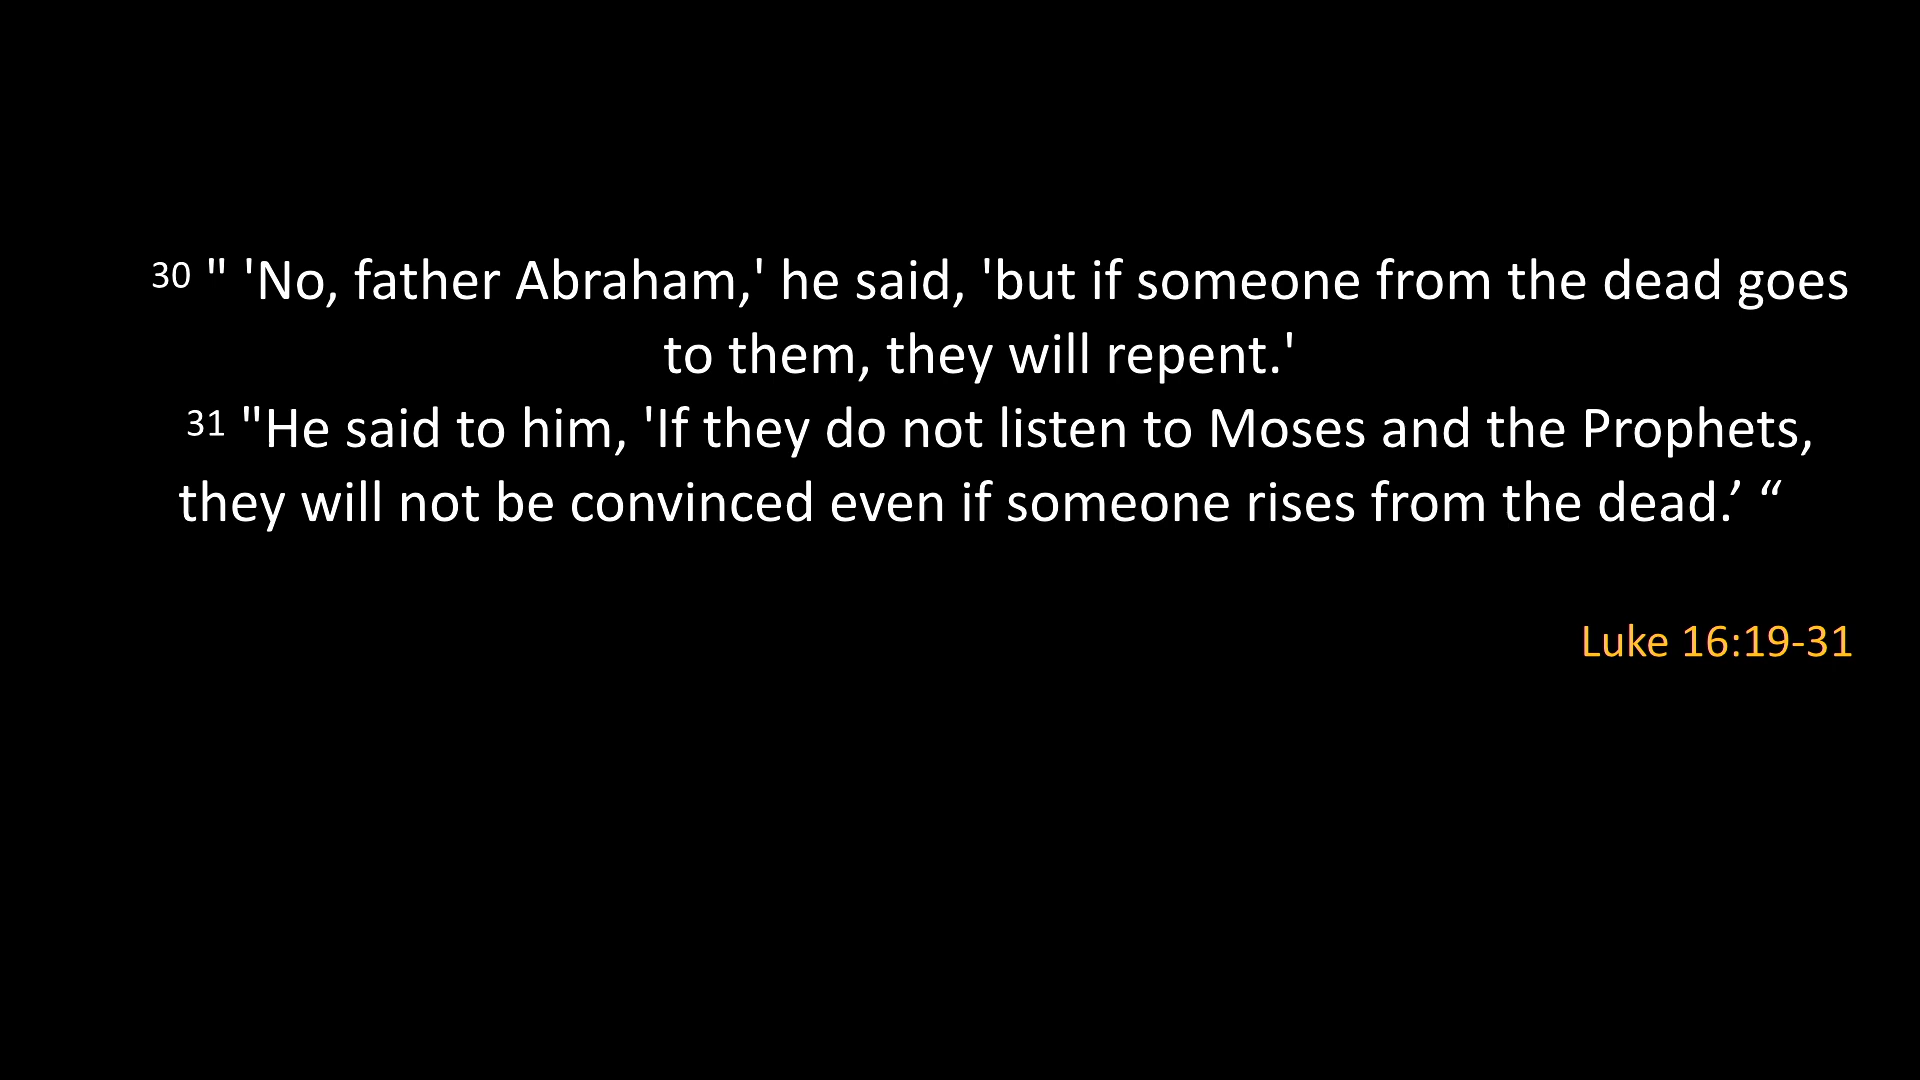 30 " 'No, father Abraham,' he said, 'but if someone from the dead goes
to them, they will repent.'
31 "He said to him, 'If they do not listen to Moses and the Prophets,
they will not be convinced even if someone rises from the dead.’ “
Luke 16:19-31